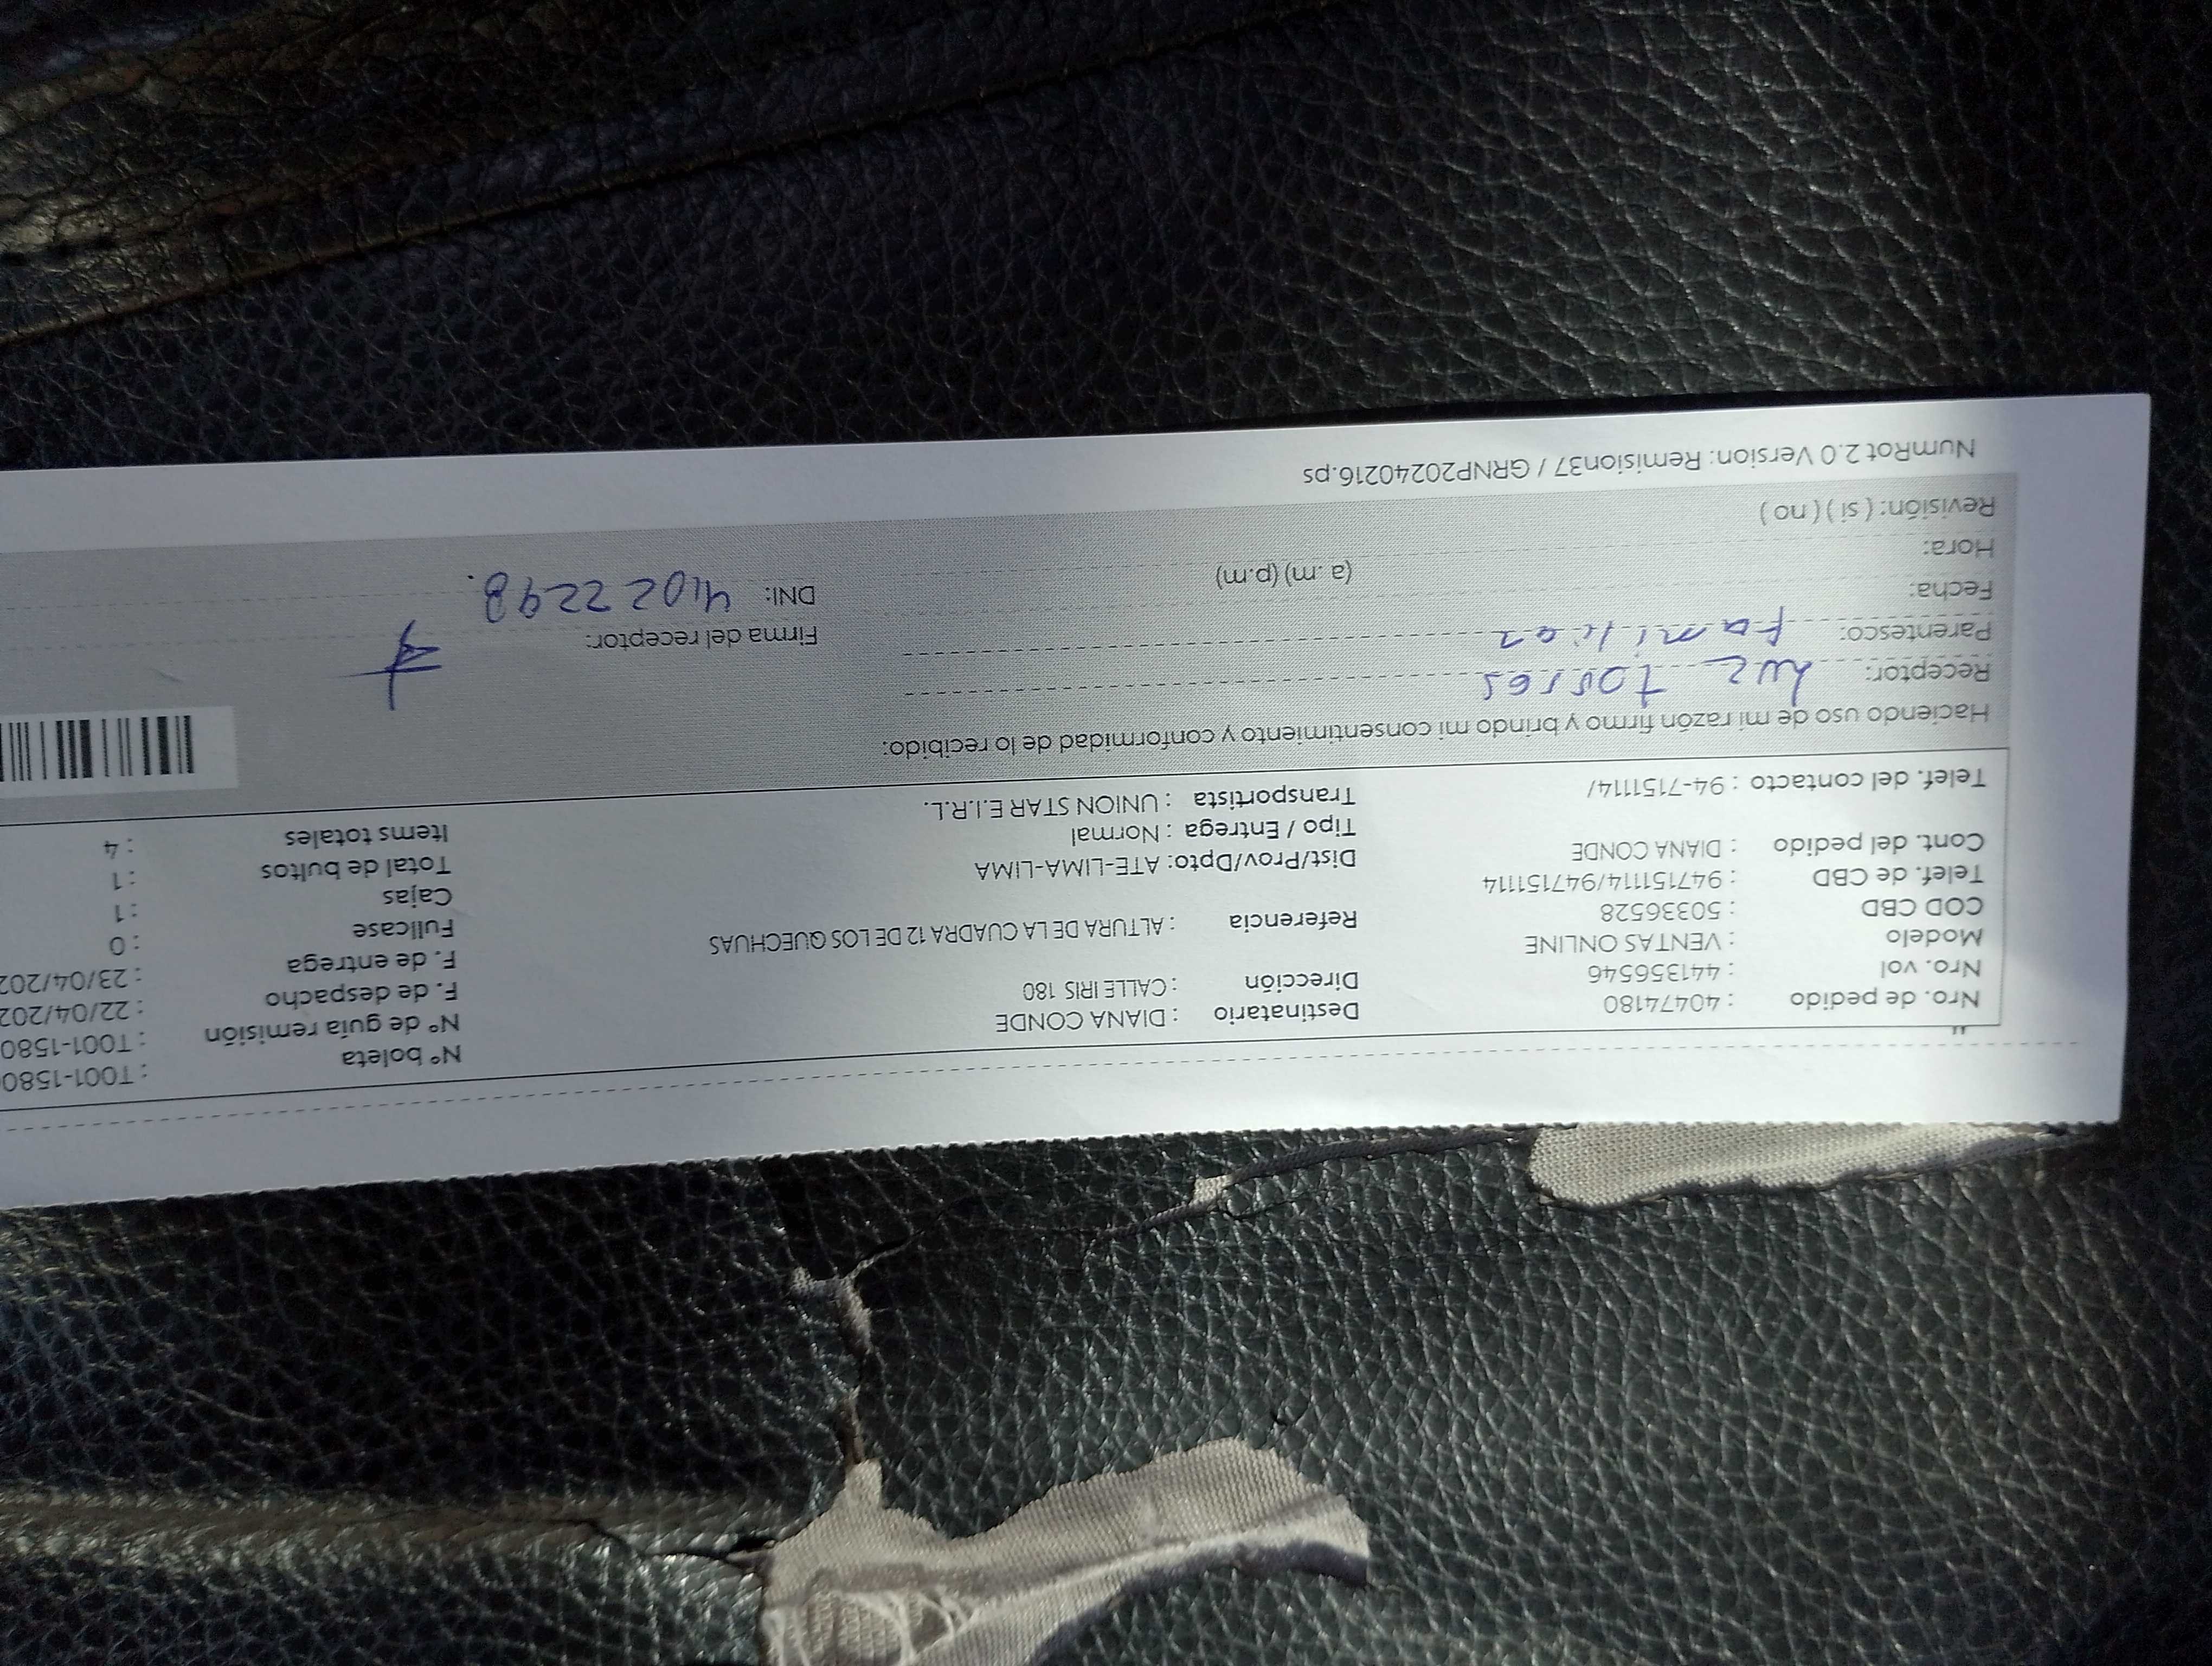 Nro. de pedido : 40474180 Destinatario : DIANA CONDE N° boleta : T001-1580
Nro. vol : 441356546 Dirección : CALLE IRIS 180 N° de guía remisión : T001-1580
Modelo : VENTAS ONLINE F. de despacho : 22/04/202
COD CBD : 50336528 Referencia : ALTURA DE LA CUADRA 12 DE LOS QUECHUAS F. de entrega : 23/04/202
Telef. de CBD : 947151114/947151114 Fullcase : 0
Cont. del pedido : DIANA CONDE Dist/Prov/Dpto: ATE-LIMA-LIMA Cajas : 1
Tipo / Entrega : Normal Total de bultos : 1
Telef. del contacto : 94-7151114/ Transportista : UNION STAR E.I.R.L. Items totales : 4
Haciendo uso de mi razón firmo y brindo mi consentimiento y conformidad de lo recibido:
Receptor: Luz torres
Parentesco: Familiar Firma del receptor:
Fecha: DNI: 41022298.
Hora: (a.m) (p.m)
Revisión: ( si ) ( no )
NumRot 2.0 Version: Remision37 / GRNP20240216.ps